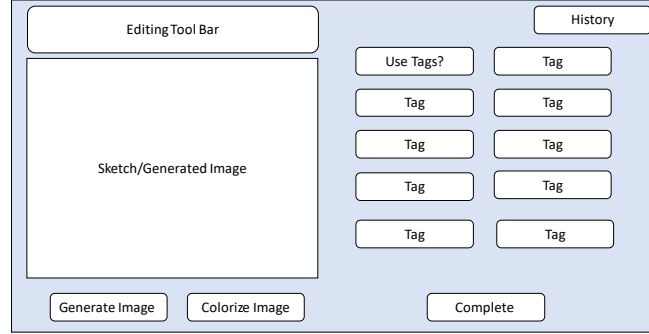 History
Editing Tool Bar
Use Tags?
Tag
Tag
Tag
Tag
Tag
Sketch/Generated Image
Tag
Tag
Tag
Tag
Generate Image
Colorize Image
Complete